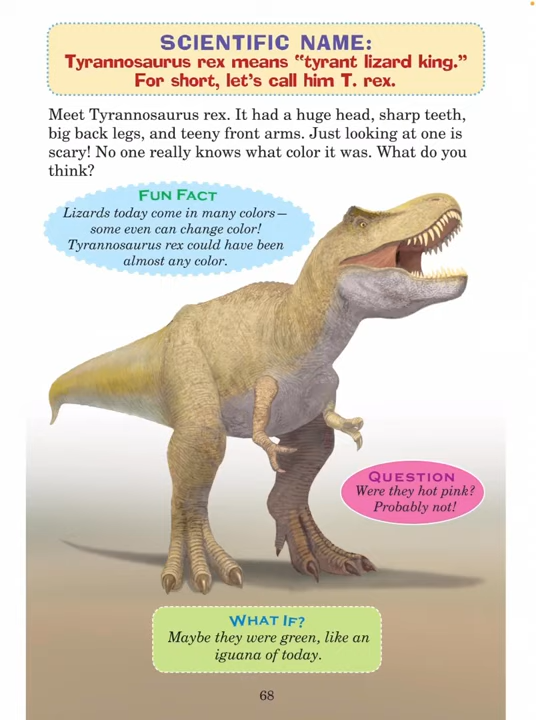 SCIENTIFIC NAME:
Tyrannosaurus rex means “tyrant lizard king.”
For short, let’s call him T. rex.
Meet Tyrannosaurus rex. It had a huge head, sharp teeth,
big back legs, and teeny front arms. Just looking at one is
scary! No one really knows what color it was. What do you
think?
FUN FACT
Lizards today come in many colors—
some even can change color!
Tyrannosaurus rex could have been
almost any color.
QUESTION
Were they hot pink?
Probably not!
WHAT IF?
Maybe they were green, like an
iguana of today.
68